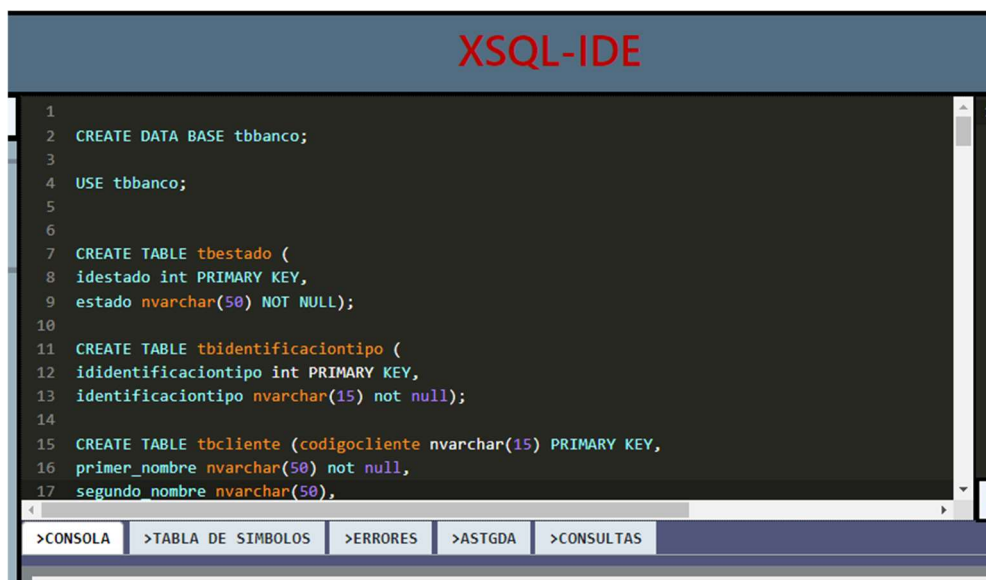 XSQL-IDE
1
2 CREATE DATA BASE tbbanco;
3
4 USE tbbanco;
5
6
7 CREATE TABLE tbestado (
8 idestado int PRIMARY KEY,
9 estado nvarchar(50) NOT NULL);
10
11 CREATE TABLE tbidentificaciontipo (
12 ididentificaciontipo int PRIMARY KEY,
13 identificaciontipo nvarchar(15) not null);
14
15 CREATE TABLE tbcliente (codigocliente nvarchar(15) PRIMARY KEY,
16 primer_nombre nvarchar(50) not null,
17 segundo_nombre nvarchar(50),
>CONSOLA >TABLA DE SIMBOLOS >ERRORES >ASTGDA >CONSULTAS